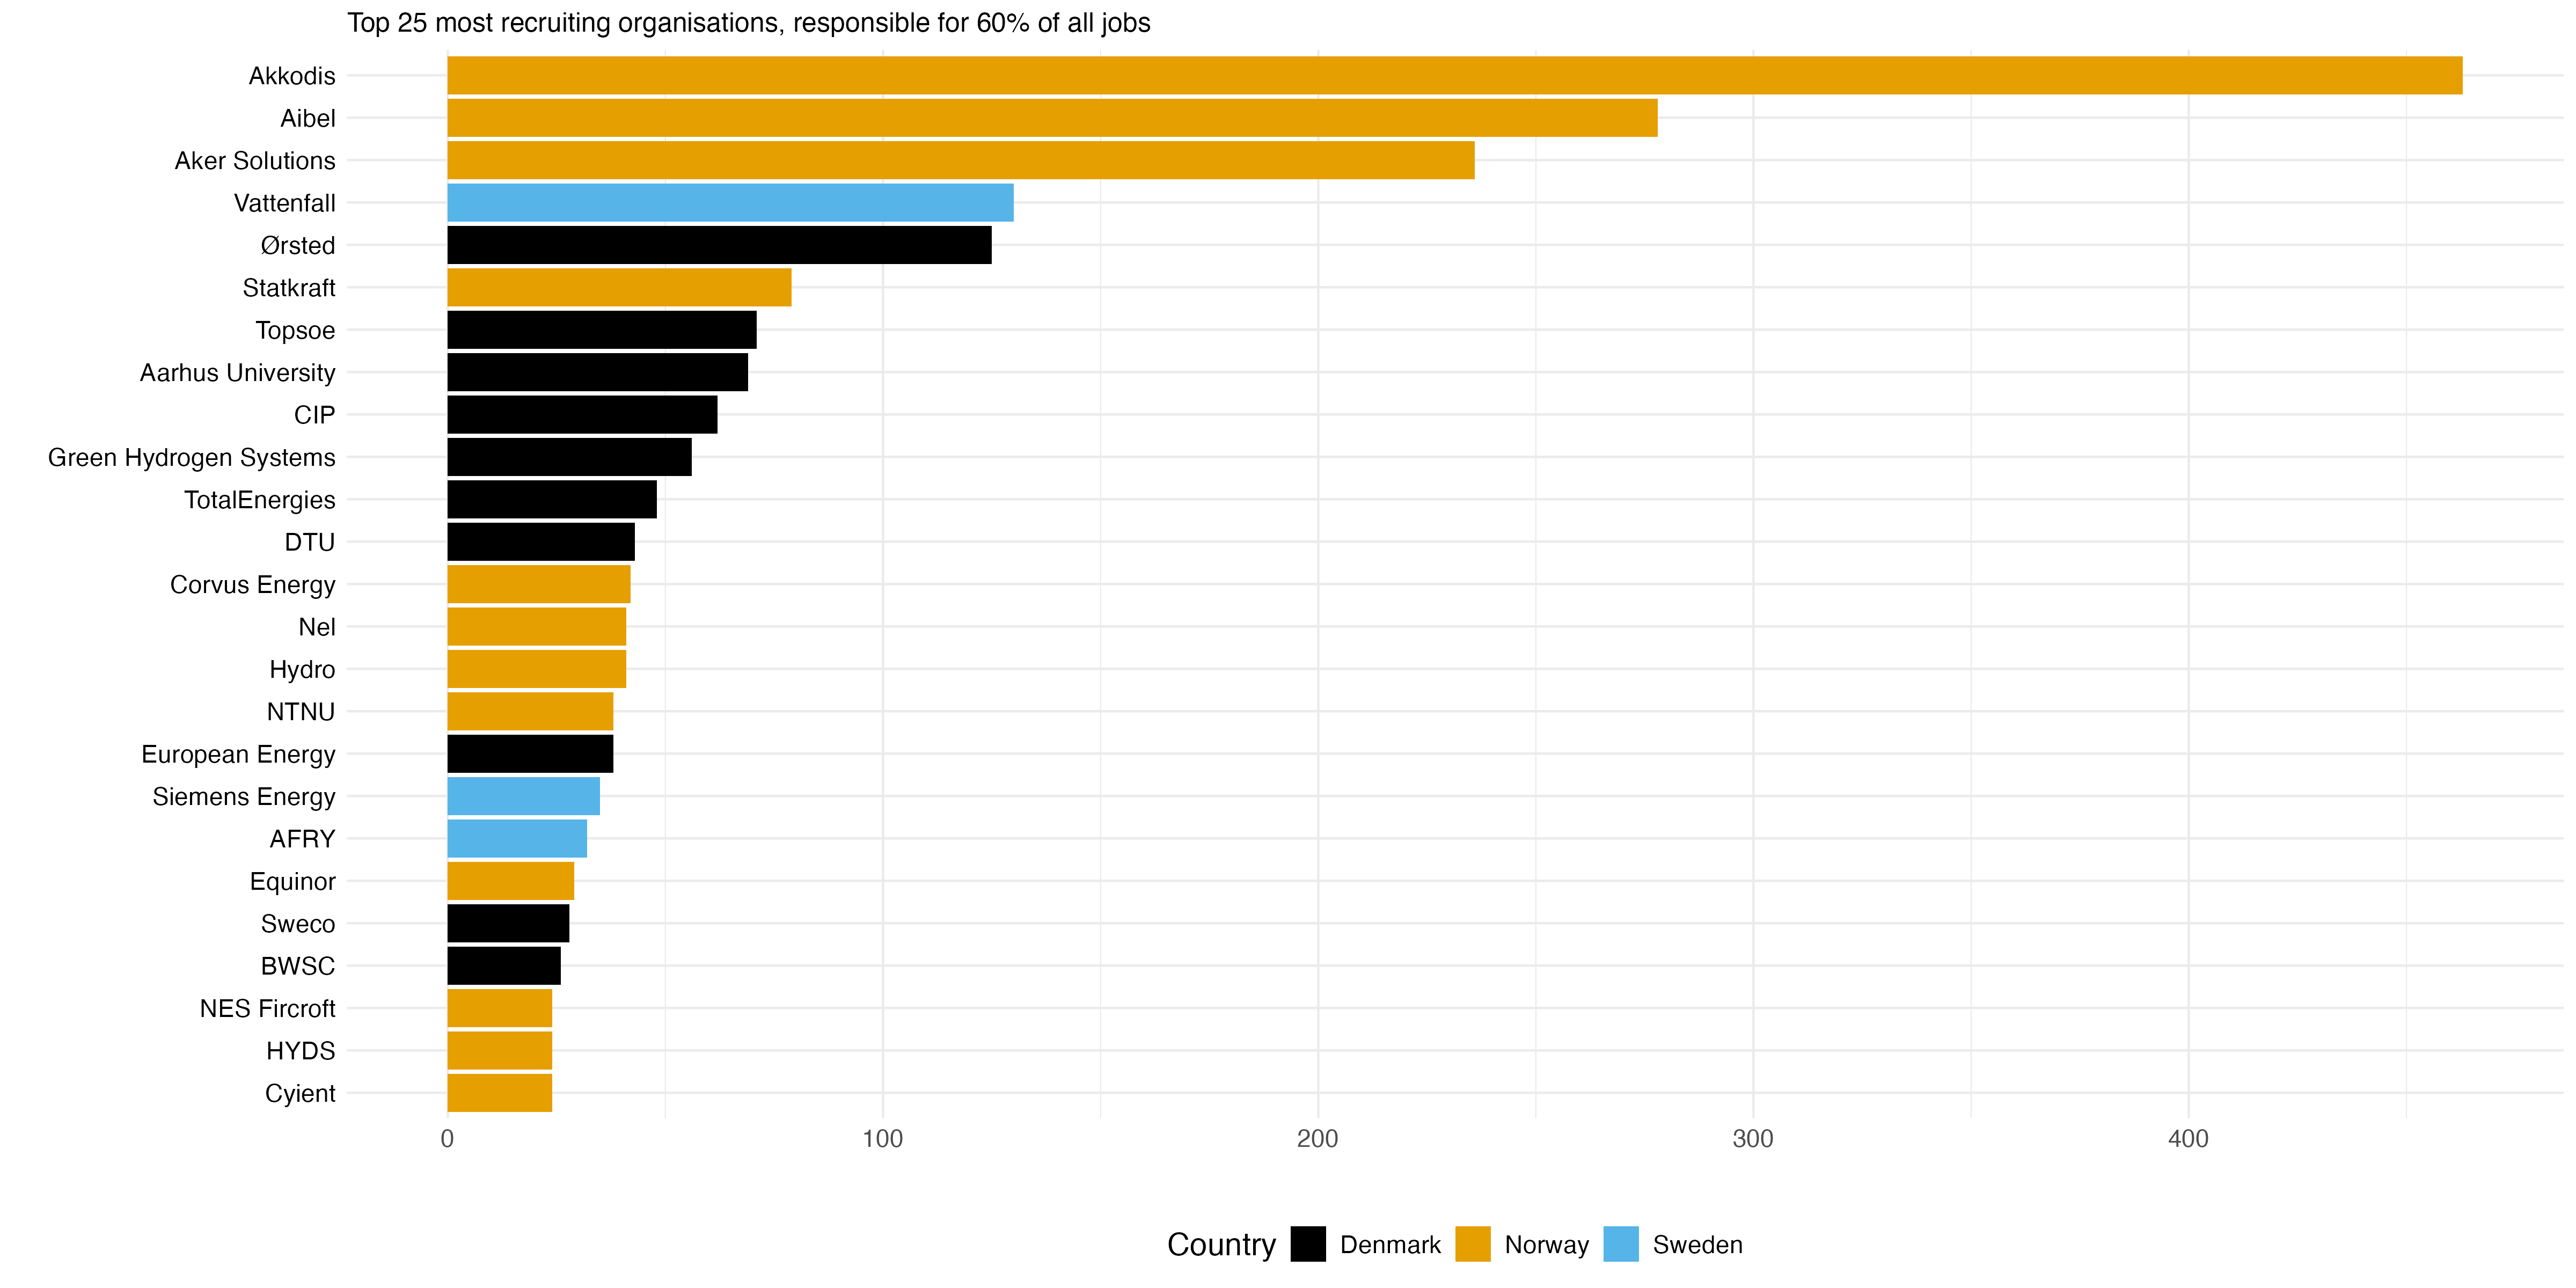 Top 25 most recruiting organisations, responsible for 60% of all jobs
Akkodis
Aibel
Aker Solutions
Vattenfall
Ørsted
Statkraft
Topsoe
Aarhus University
CIP
Green Hydrogen Systems
TotalEnergies
DTU
Corvus Energy
Nel
Hydro
NTNU
European Energy
Siemens Energy
AFRY
Equinor
Sweco
BWSC
NES Fircroft
HYDS
Cyient
0 100 200 300 400
Country Denmark Norway Sweden